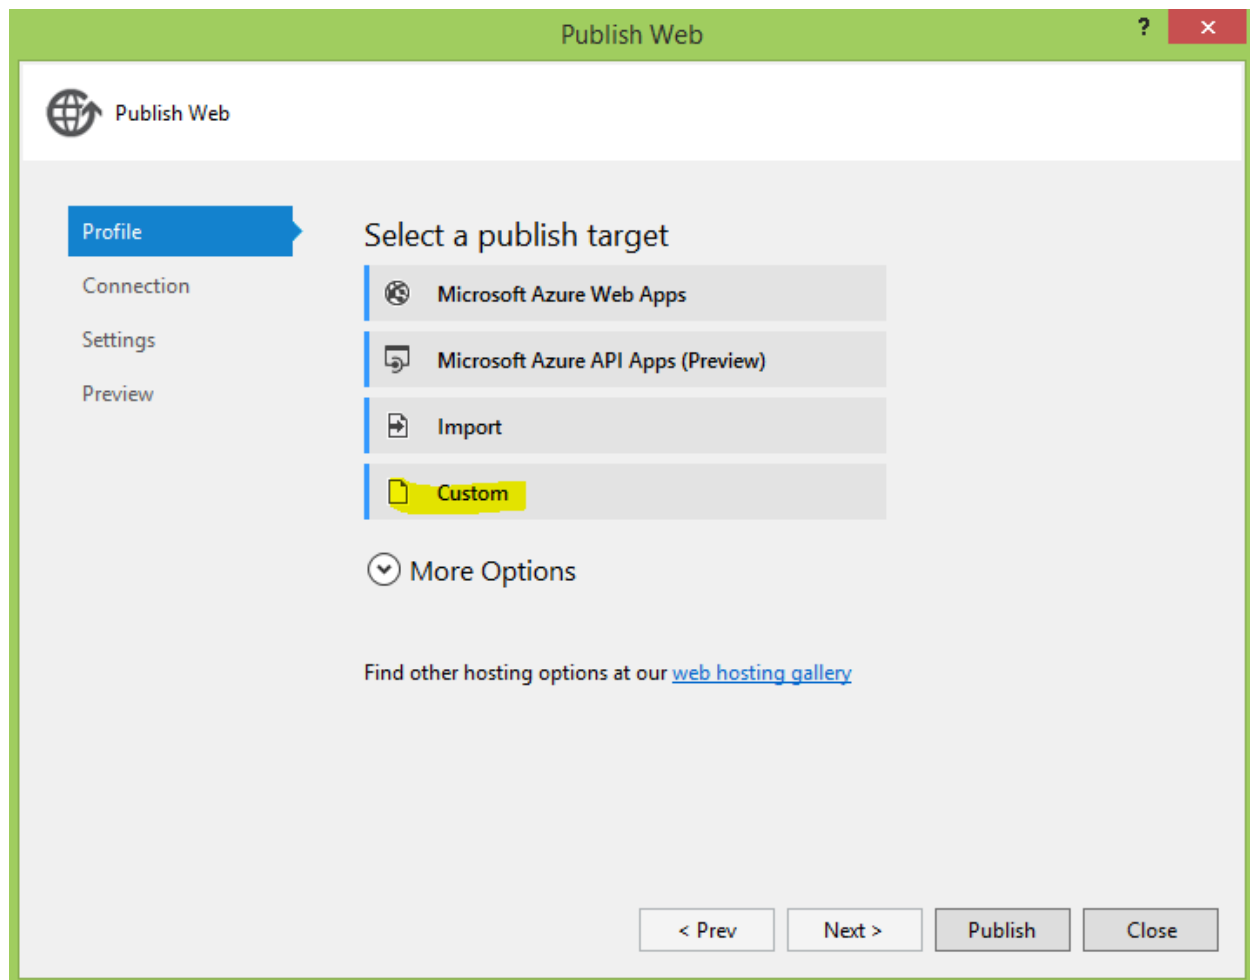 Publish Web
?
Publish Web
Profile
Connection
Settings
Preview
Select a publish target
Microsoft Azure Web Apps
Microsoft Azure API Apps (Preview)
Import
Custom
More Options
Find other hosting options at our web hosting gallery
< Prev
Next >
Publish
Close